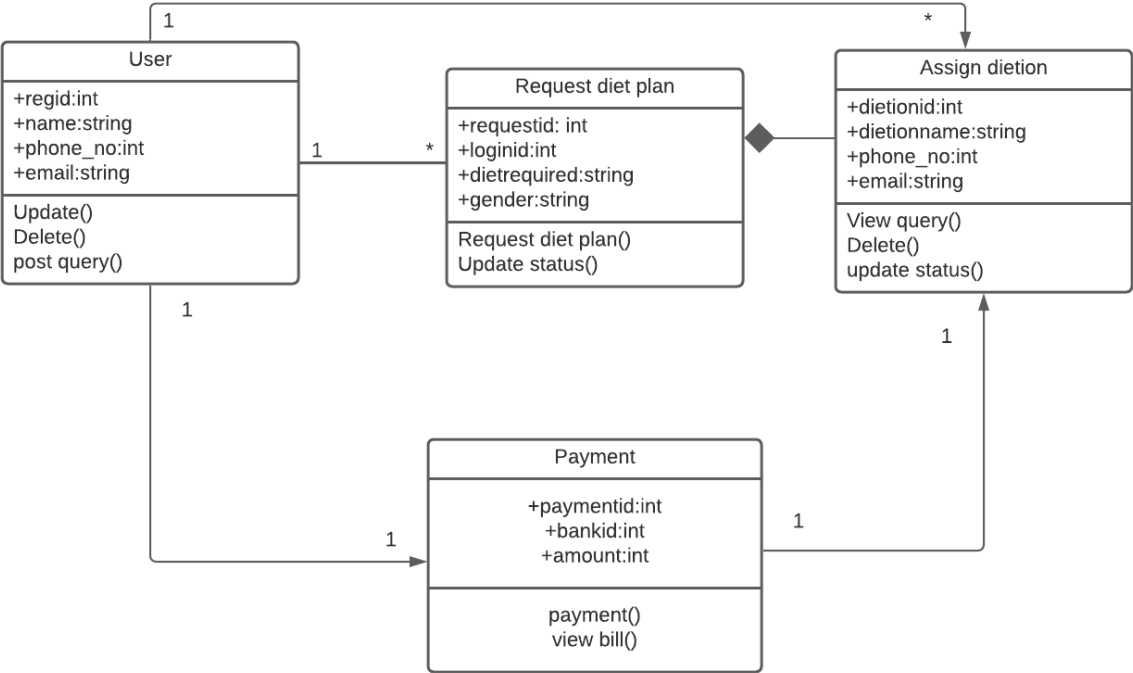 1
*
User
+regid:int
+name:string
+phone_no:int
+email:string
Update()
Delete()
post query()
1
*
Request diet plan
+requestid: int
+loginid:int
+dietrequired:string
+gender:string
Request diet plan()
Update status()
Assign dietion
+dietionid:int
+dietionname:string
+phone_no:int
+email:string
View query()
Delete()
update status()
1
1
1
1
Payment
+paymentid:int
+bankid:int
+amount:int
payment()
view bill()